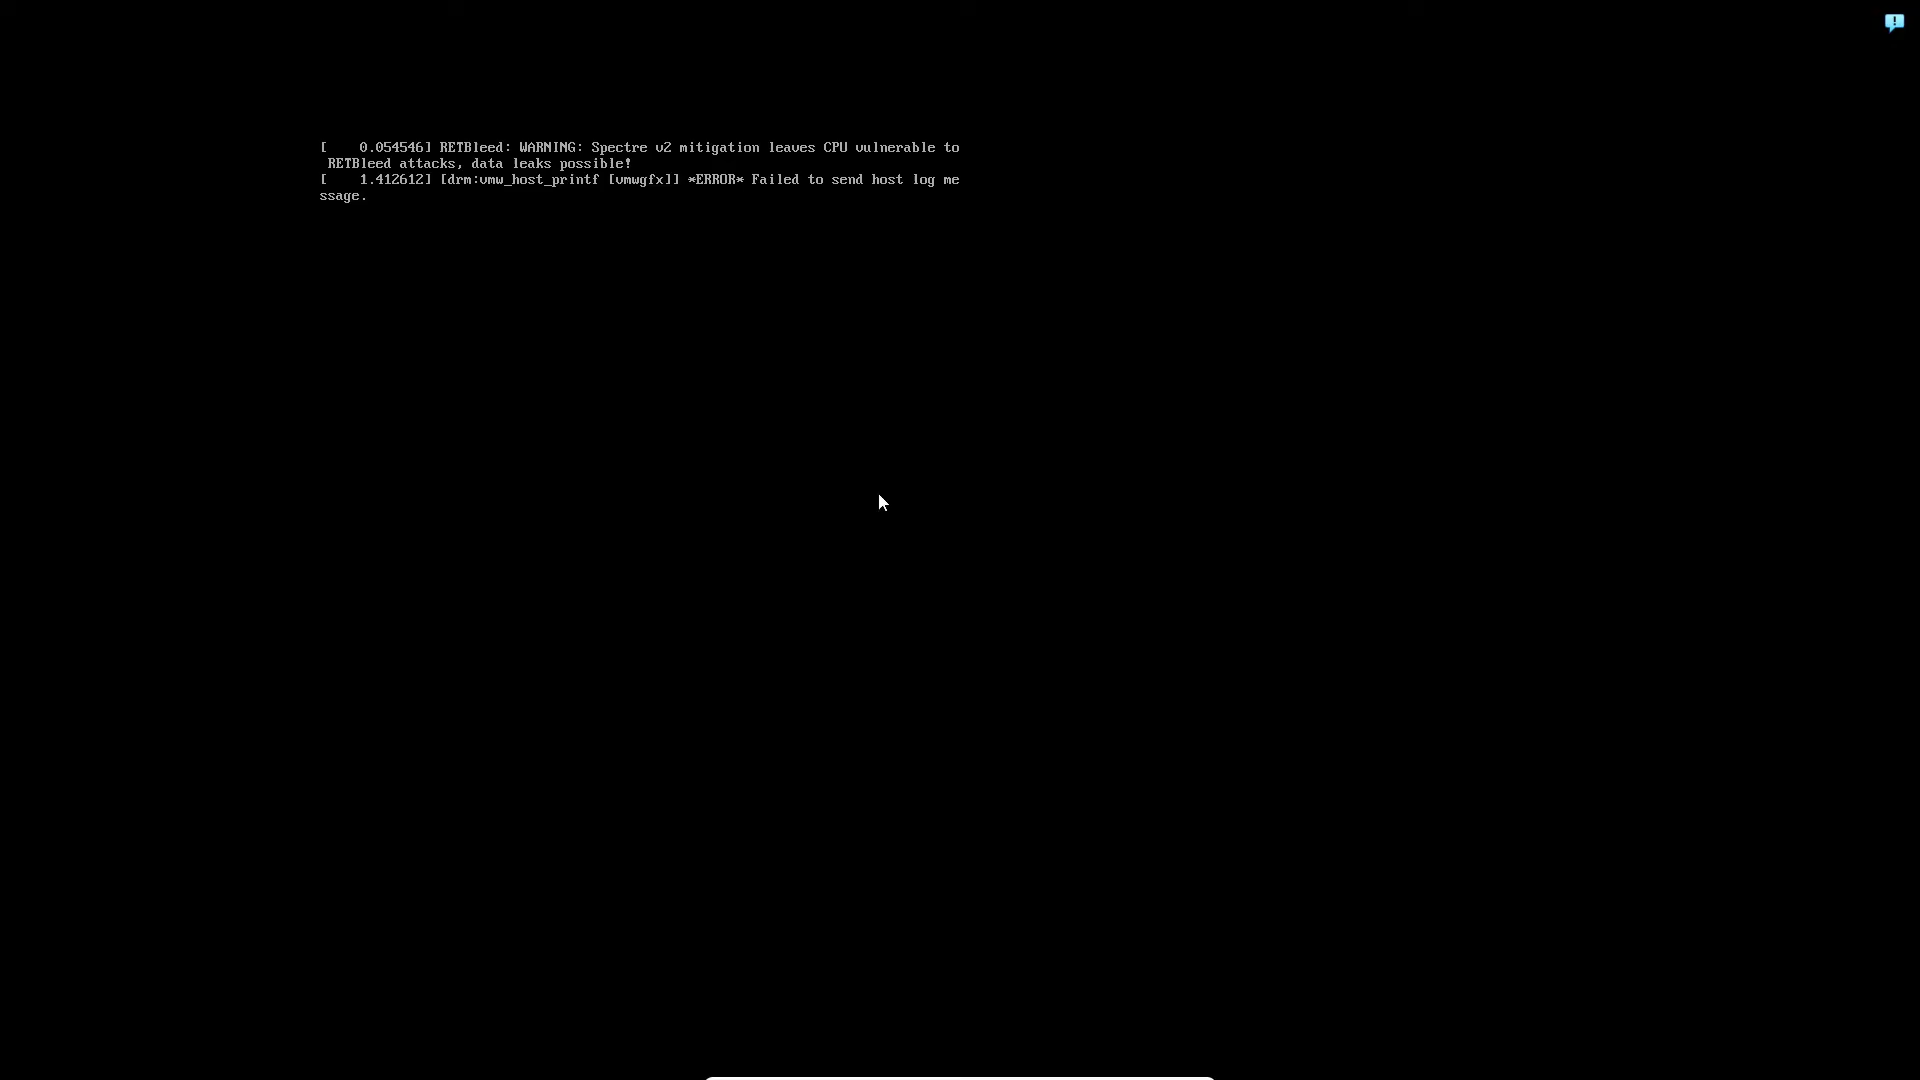 [    0.054546] RETBleed: WARNING: Spectre v2 mitigation leaves CPU vulnerable to
 RETBleed attacks, data leaks possible!
[    1.412612] [drm:vmw_host_printf [vmwgfx]] *ERROR* Failed to send host log me
ssage.